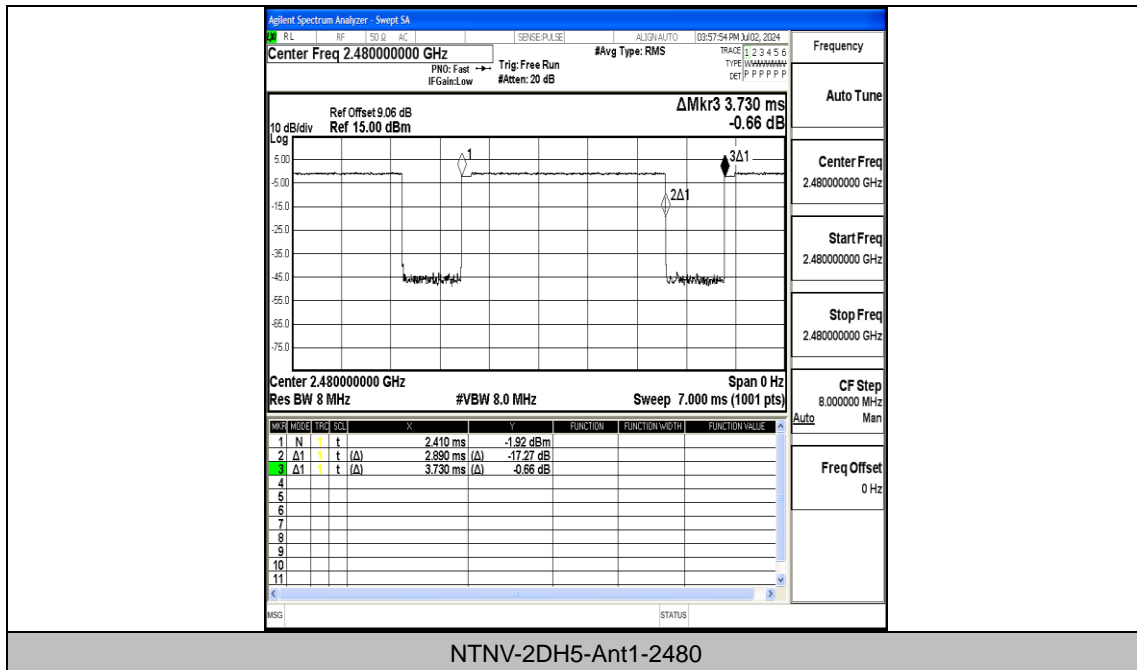 Agilent Spectrum Analyzer - Swept SA
RL RF 50 Ω AC SENSE:PULSE ALIGN AUTO 03:57:54 PM Jul 02, 2024
Center Freq 2.480000000 GHz #Avg Type: RMS TRACE 1 2 3 4 5 6
PNO: Fast Trig: Free Run TYPE
IFGain:Low #Atten: 20 dB DET P P P P P P
Frequency
Auto Tune
ΔMkr3 3.730 ms
-0.66 dB
Ref Offset 9.06 dB
10 dB/div Ref 15.00 dBm
Log
5.00
-5.00
-15.0
-25.0
-35.0
-45.0
-55.0
-65.0
-75.0
1
2Δ1
3Δ1
Center Freq
2.480000000 GHz
Start Freq
2.480000000 GHz
Stop Freq
2.480000000 GHz
CF Step
8.000000 MHz
Auto Man
Freq Offset
0 Hz
Center 2.480000000 GHz Span 0 Hz
Res BW 8 MHz #VBW 8.0 MHz Sweep 7.000 ms (1001 pts)
MKR MODE TRC SCL X Y FUNCTION FUNCTION WIDTH FUNCTION VALUE
1 N 1 t 2.410 ms -1.92 dBm
2 Δ1 1 t (Δ) 2.890 ms (Δ) -17.27 dB
3 Δ1 1 t (Δ) 3.730 ms (Δ) -0.66 dB
4
5
6
7
8
9
10
11
MSG STATUS
NTNV-2DH5-Ant1-2480